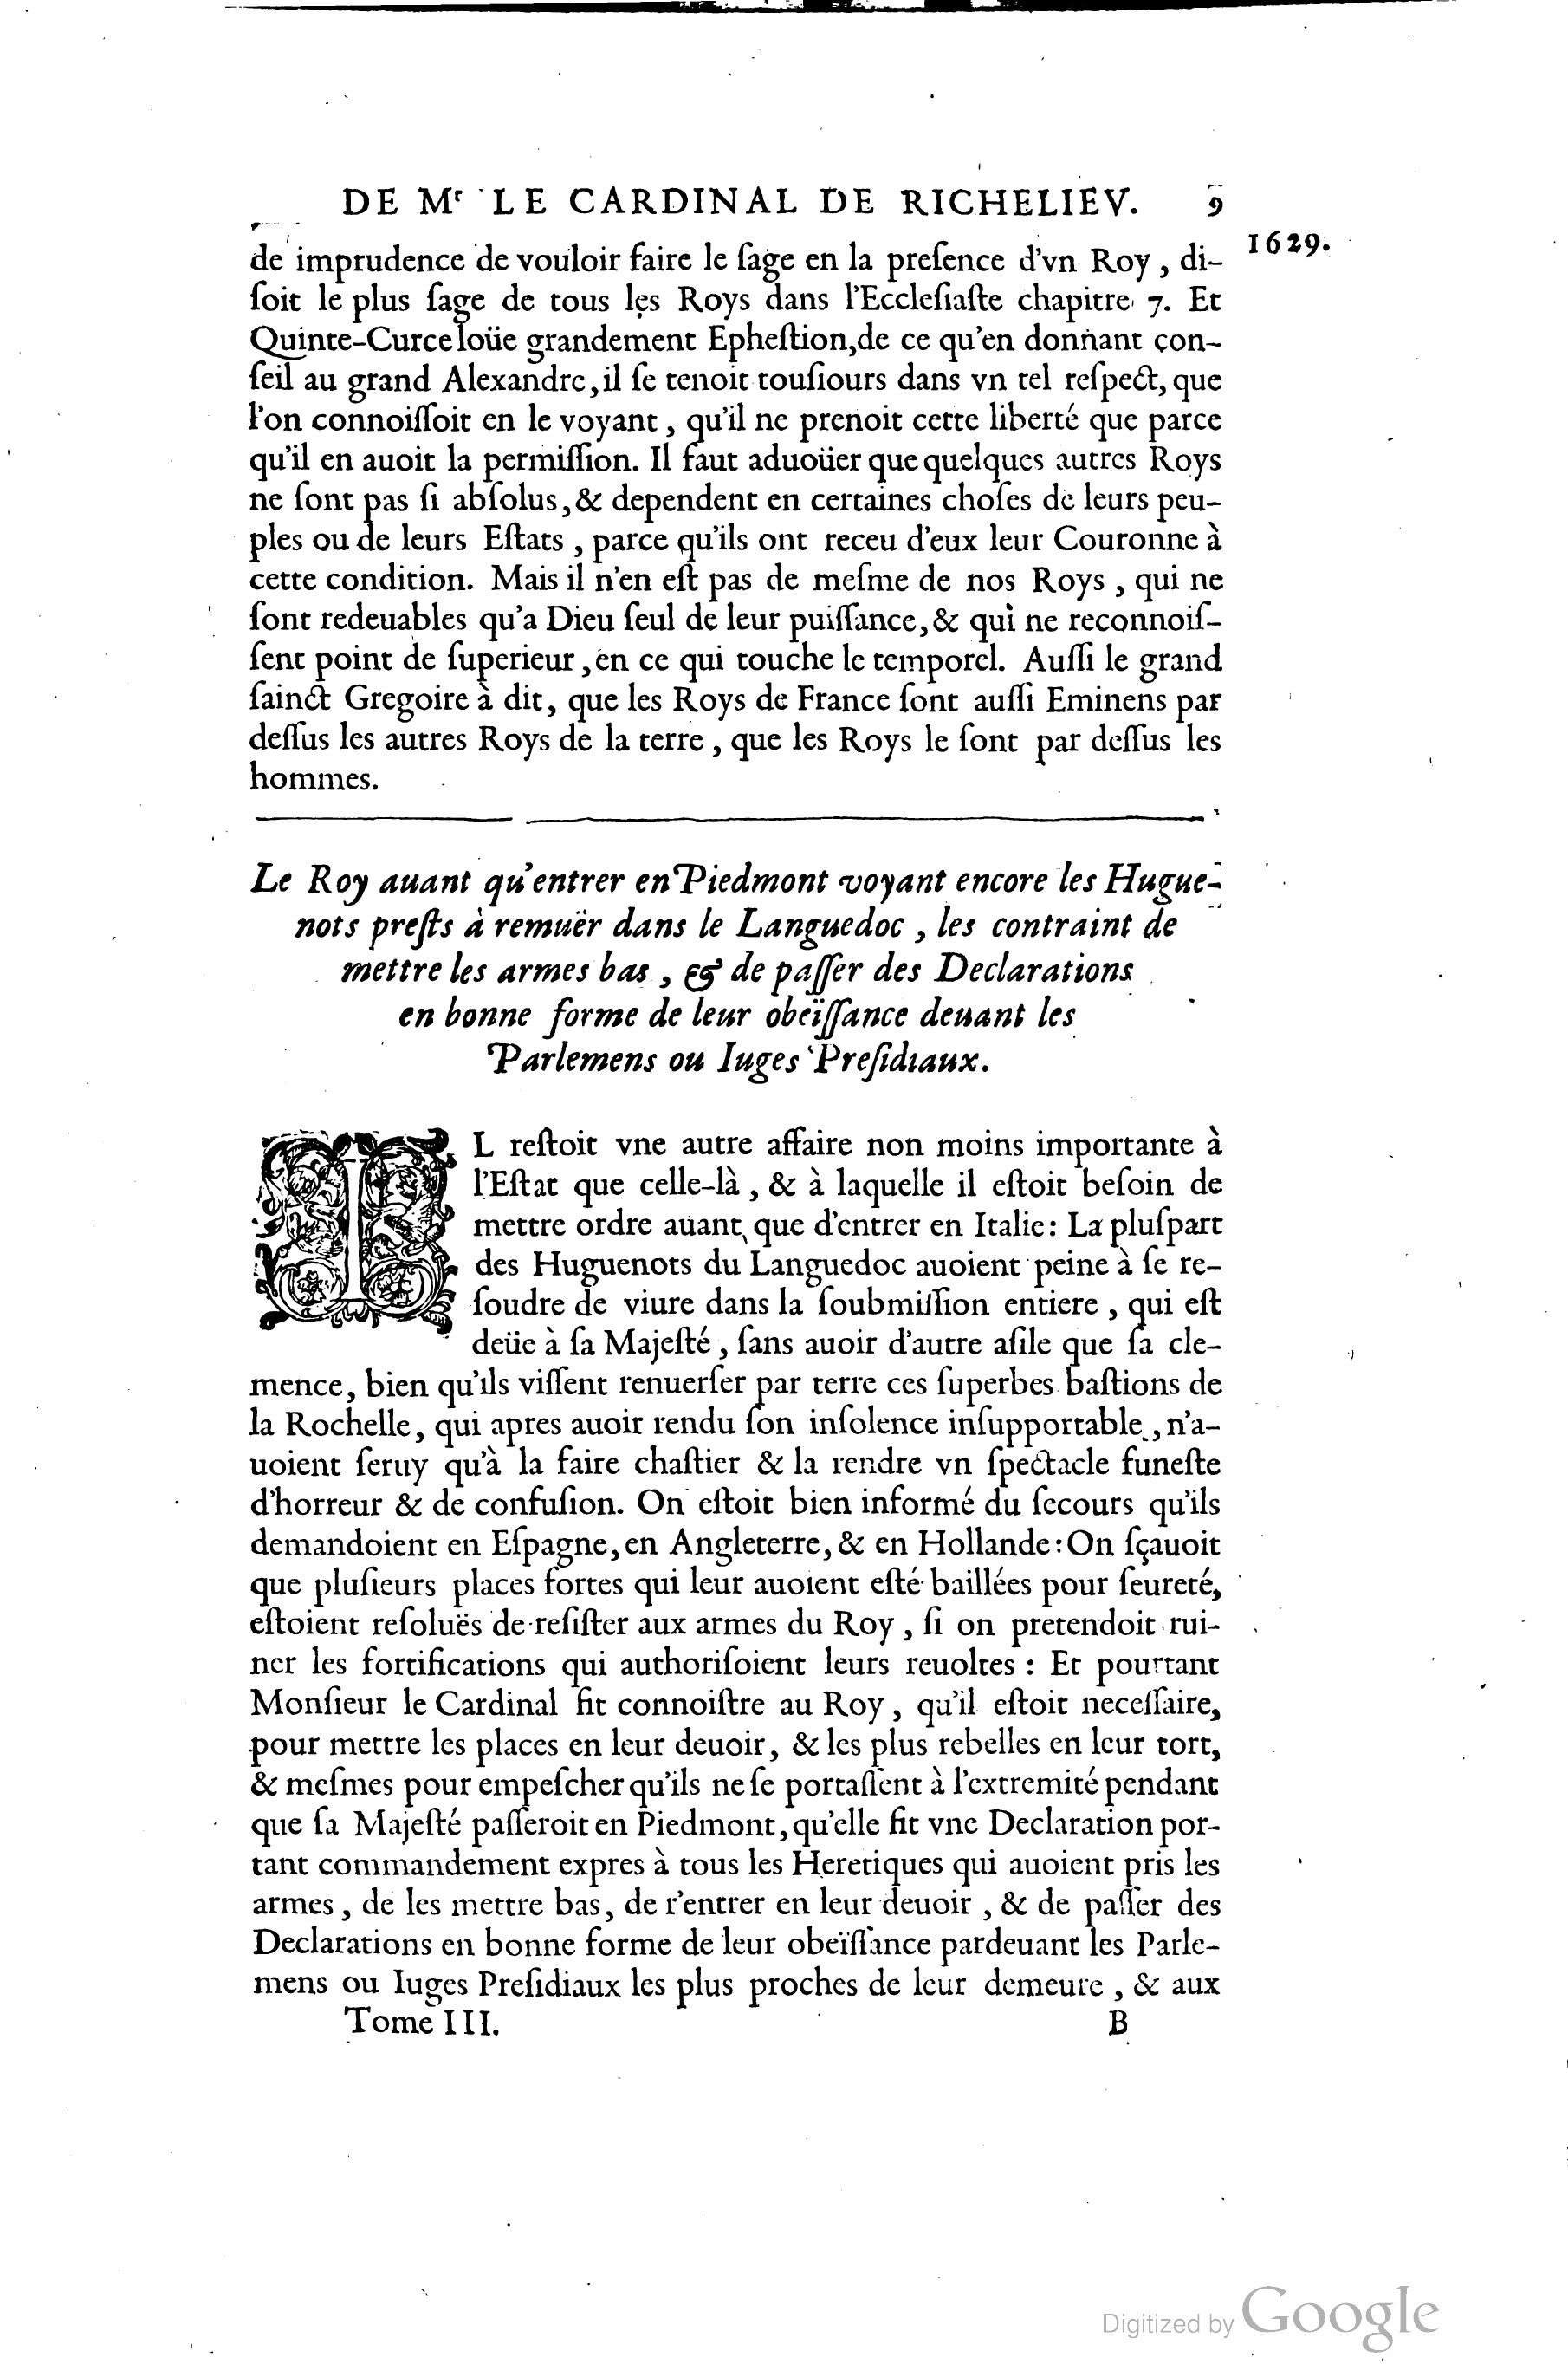 DE Mʳ LE CARDINAL DE RICHELIEV. 9
1629.
de imprudence de vouloir faire le ſage en la preſence d'vn Roy, di-
ſoit le plus ſage de tous les Roys dans l'Eccleſiaſte chapitre 7. Et
Quinte-Curce loüe grandement Epheſtion, de ce qu'en donnant con-
ſeil au grand Alexandre, il ſe tenoit touſiours dans vn tel reſpect, que
l'on connoiſſoit en le voyant, qu'il ne prenoit cette liberté que parce
qu'il en auoit la permiſſion. Il faut aduoüer que quelques autres Roys
ne ſont pas ſi abſolus, & dependent en certaines choſes de leurs peu-
ples ou de leurs Eſtats, parce qu'ils ont receu d'eux leur Couronne à
cette condition. Mais il n'en eſt pas de meſme de nos Roys, qui ne
ſont redeuables qu'a Dieu ſeul de leur puiſſance, & qui ne reconnoiſ-
ſent point de ſuperieur, en ce qui touche le temporel. Auſſi le grand
ſainct Gregoire à dit, que les Roys de France ſont auſſi Eminens par
deſſus les autres Roys de la terre, que les Roys le ſont par deſſus les
hommes.
Le Roy auant qu'entrer en Piedmont voyant encore les Hugue-
nots preſts à remuër dans le Languedoc, les contraint de
mettre les armes bas, & de paſſer des Declarations
en bonne forme de leur obeïſſance deuant les
Parlemens ou Iuges Preſidiaux.
IL reſtoit vne autre affaire non moins importante à
l'Eſtat que celle-là, & à laquelle il eſtoit beſoin de
mettre ordre auant que d'entrer en Italie: La pluſpart
des Huguenots du Languedoc auoient peine à ſe re-
ſoudre de viure dans la ſoubmiſſion entiere, qui eſt
deüe à ſa Majeſté, ſans auoir d'autre aſile que ſa cle-
mence, bien qu'ils viſſent renuerſer par terre ces ſuperbes baſtions de
la Rochelle, qui apres auoir rendu ſon inſolence inſupportable, n'a-
uoient ſeruy qu'à la faire chaſtier & la rendre vn ſpectacle funeſte
d'horreur & de confuſion. On eſtoit bien informé du ſecours qu'ils
demandoient en Eſpagne, en Angleterre, & en Hollande: On ſçauoit
que pluſieurs places fortes qui leur auoient eſté baillées pour ſeureté,
eſtoient reſoluës de reſiſter aux armes du Roy, ſi on pretendoit rui-
ner les fortifications qui authoriſoient leurs reuoltes : Et pourtant
Monſieur le Cardinal fit connoiſtre au Roy, qu'il eſtoit neceſſaire,
pour mettre les places en leur deuoir, & les plus rebelles en leur tort,
& meſmes pour empeſcher qu'ils ne ſe portaſſent à l'extremité pendant
que ſa Majeſté paſſeroit en Piedmont, qu'elle fit vne Declaration por-
tant commandement expres à tous les Heretiques qui auoient pris les
armes, de les mettre bas, de r'entrer en leur deuoir, & de paſſer des
Declarations en bonne forme de leur obeïſſance pardeuant les Parle-
mens ou Iuges Preſidiaux les plus proches de leur demeure, & aux
Tome III. B
Digitized by Google